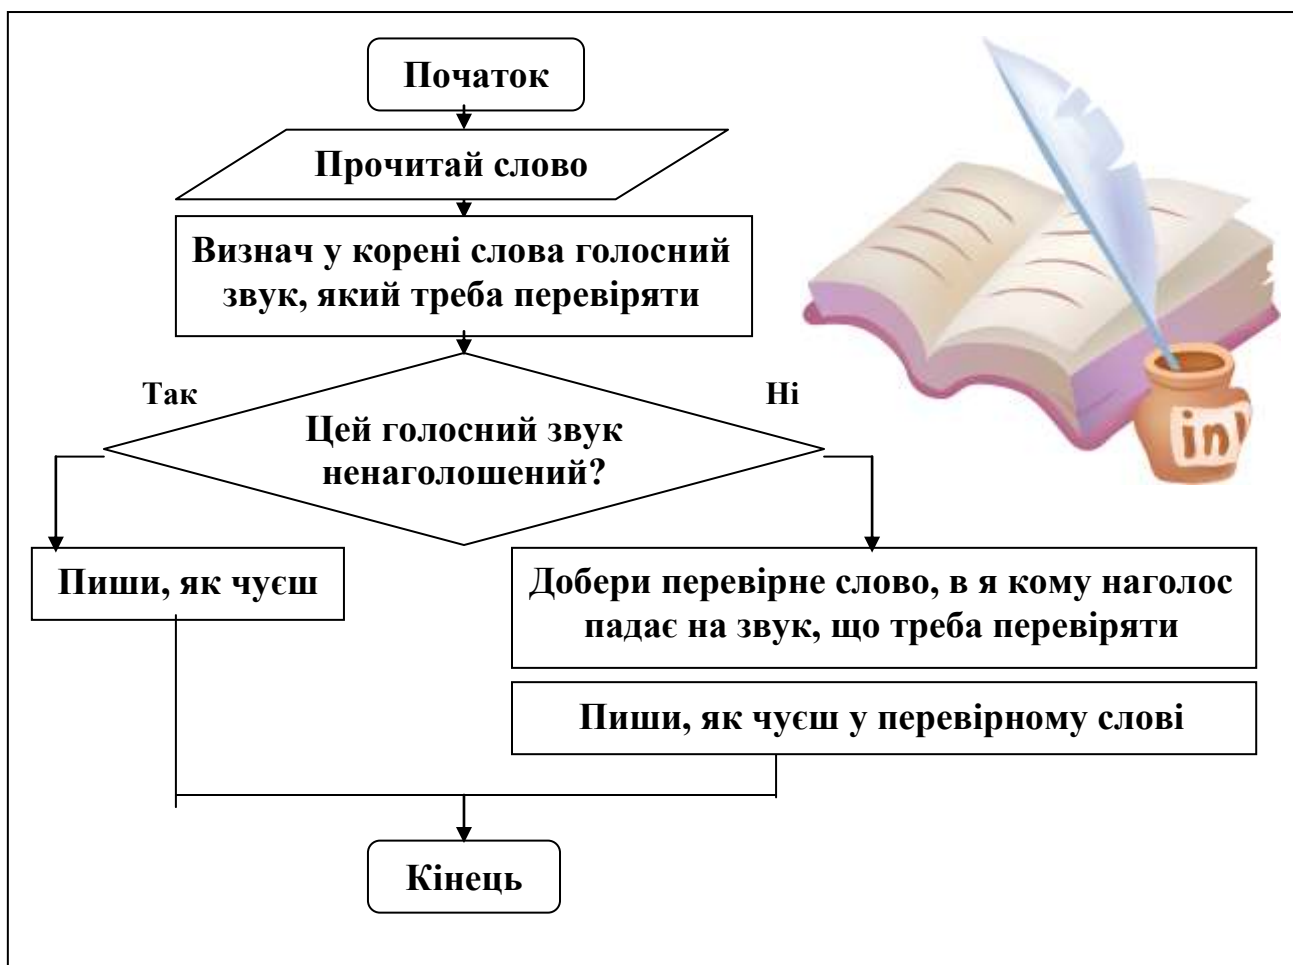 Початок
Прочитай слово
Визнач у корені слова голосний
звук, який треба перевіряти
Так
Ні
Цей голосний звук
ненаголошений?
Пиши, як чуєш
Добери перевірне слово, в я кому наголос
падає на звук, що треба перевіряти
Пиши, як чуєш у перевірному слові
Кінець
in